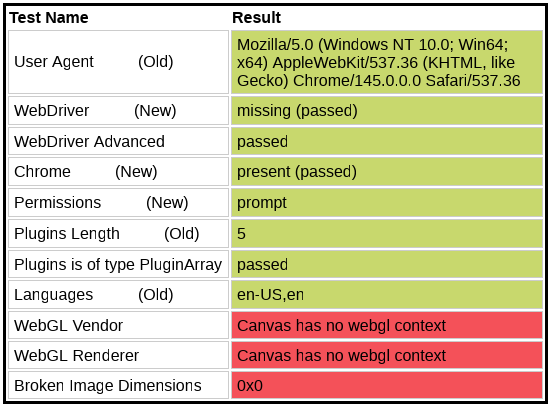 Test Name Result
User Agent (Old) Mozilla/5.0 (Windows NT 10.0; Win64;
x64) AppleWebKit/537.36 (KHTML, like
Gecko) Chrome/145.0.0.0 Safari/537.36
WebDriver (New) missing (passed)
WebDriver Advanced passed
Chrome (New) present (passed)
Permissions (New) prompt
Plugins Length (Old) 5
Plugins is of type PluginArray passed
Languages (Old) en-US,en
WebGL Vendor Canvas has no webgl context
WebGL Renderer Canvas has no webgl context
Broken Image Dimensions 0x0